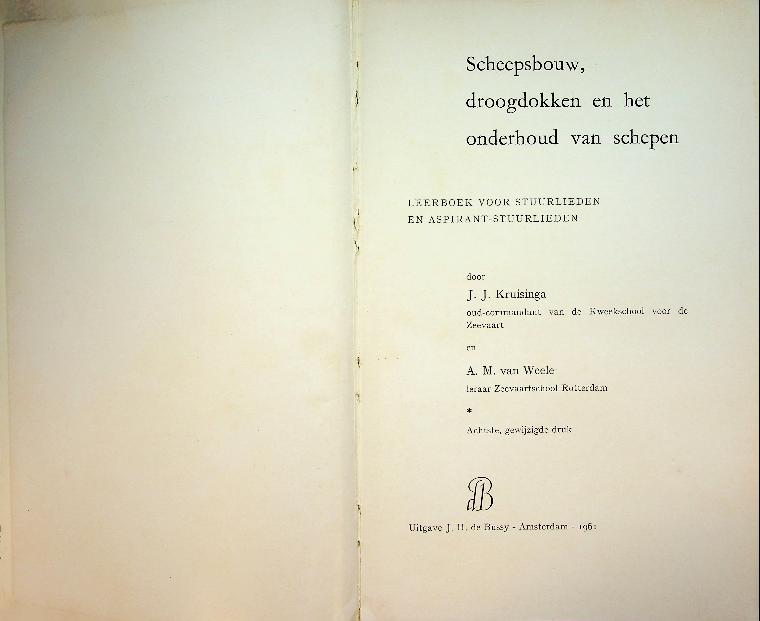 Scheepsbouw,
droogdokken en het
onderhoud van schepen
LEERBOEK VOOR STUURLIEDEN
EN ASPIRANT-STUURLIEDEN
door
J. J. Kruisinga
oud-commandant van de Kweekschool voor de
Zeevaart
en
A. M. van Weele
leraar Zeevaartschool Rotterdam
*
Achtste, gewijzigde druk
dB
Uitgave J. H. de Bussy - Amsterdam -